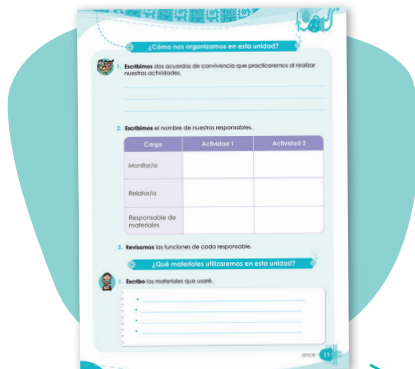 ¿Cómo nos organizamos en esta unidad?
1. Escribimos dos acuerdos de convivencia que practicaremos al realizar
nuestras actividades.
2. Escribimos el nombre de nuestros responsables.
Cargo Actividad 1 Actividad 2
Monitor/a
Relator/a
Responsable de
materiales
3. Revisamos las funciones de cada responsable.
¿Qué materiales utilizaremos en esta unidad?
1. Escribo los materiales que usaré.
once 11